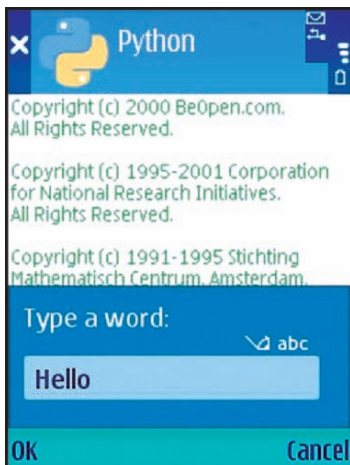 Python
Copyright (c) 2000 BeOpen.com.
All Rights Reserved.
Copyright (c) 1995-2001 Corporation
for National Research Initiatives.
All Rights Reserved.
Copyright (c) 1991-1995 Stichting
Mathematisch Centrum, Amsterdam.
Type a word:
abc
Hello
OK Cancel